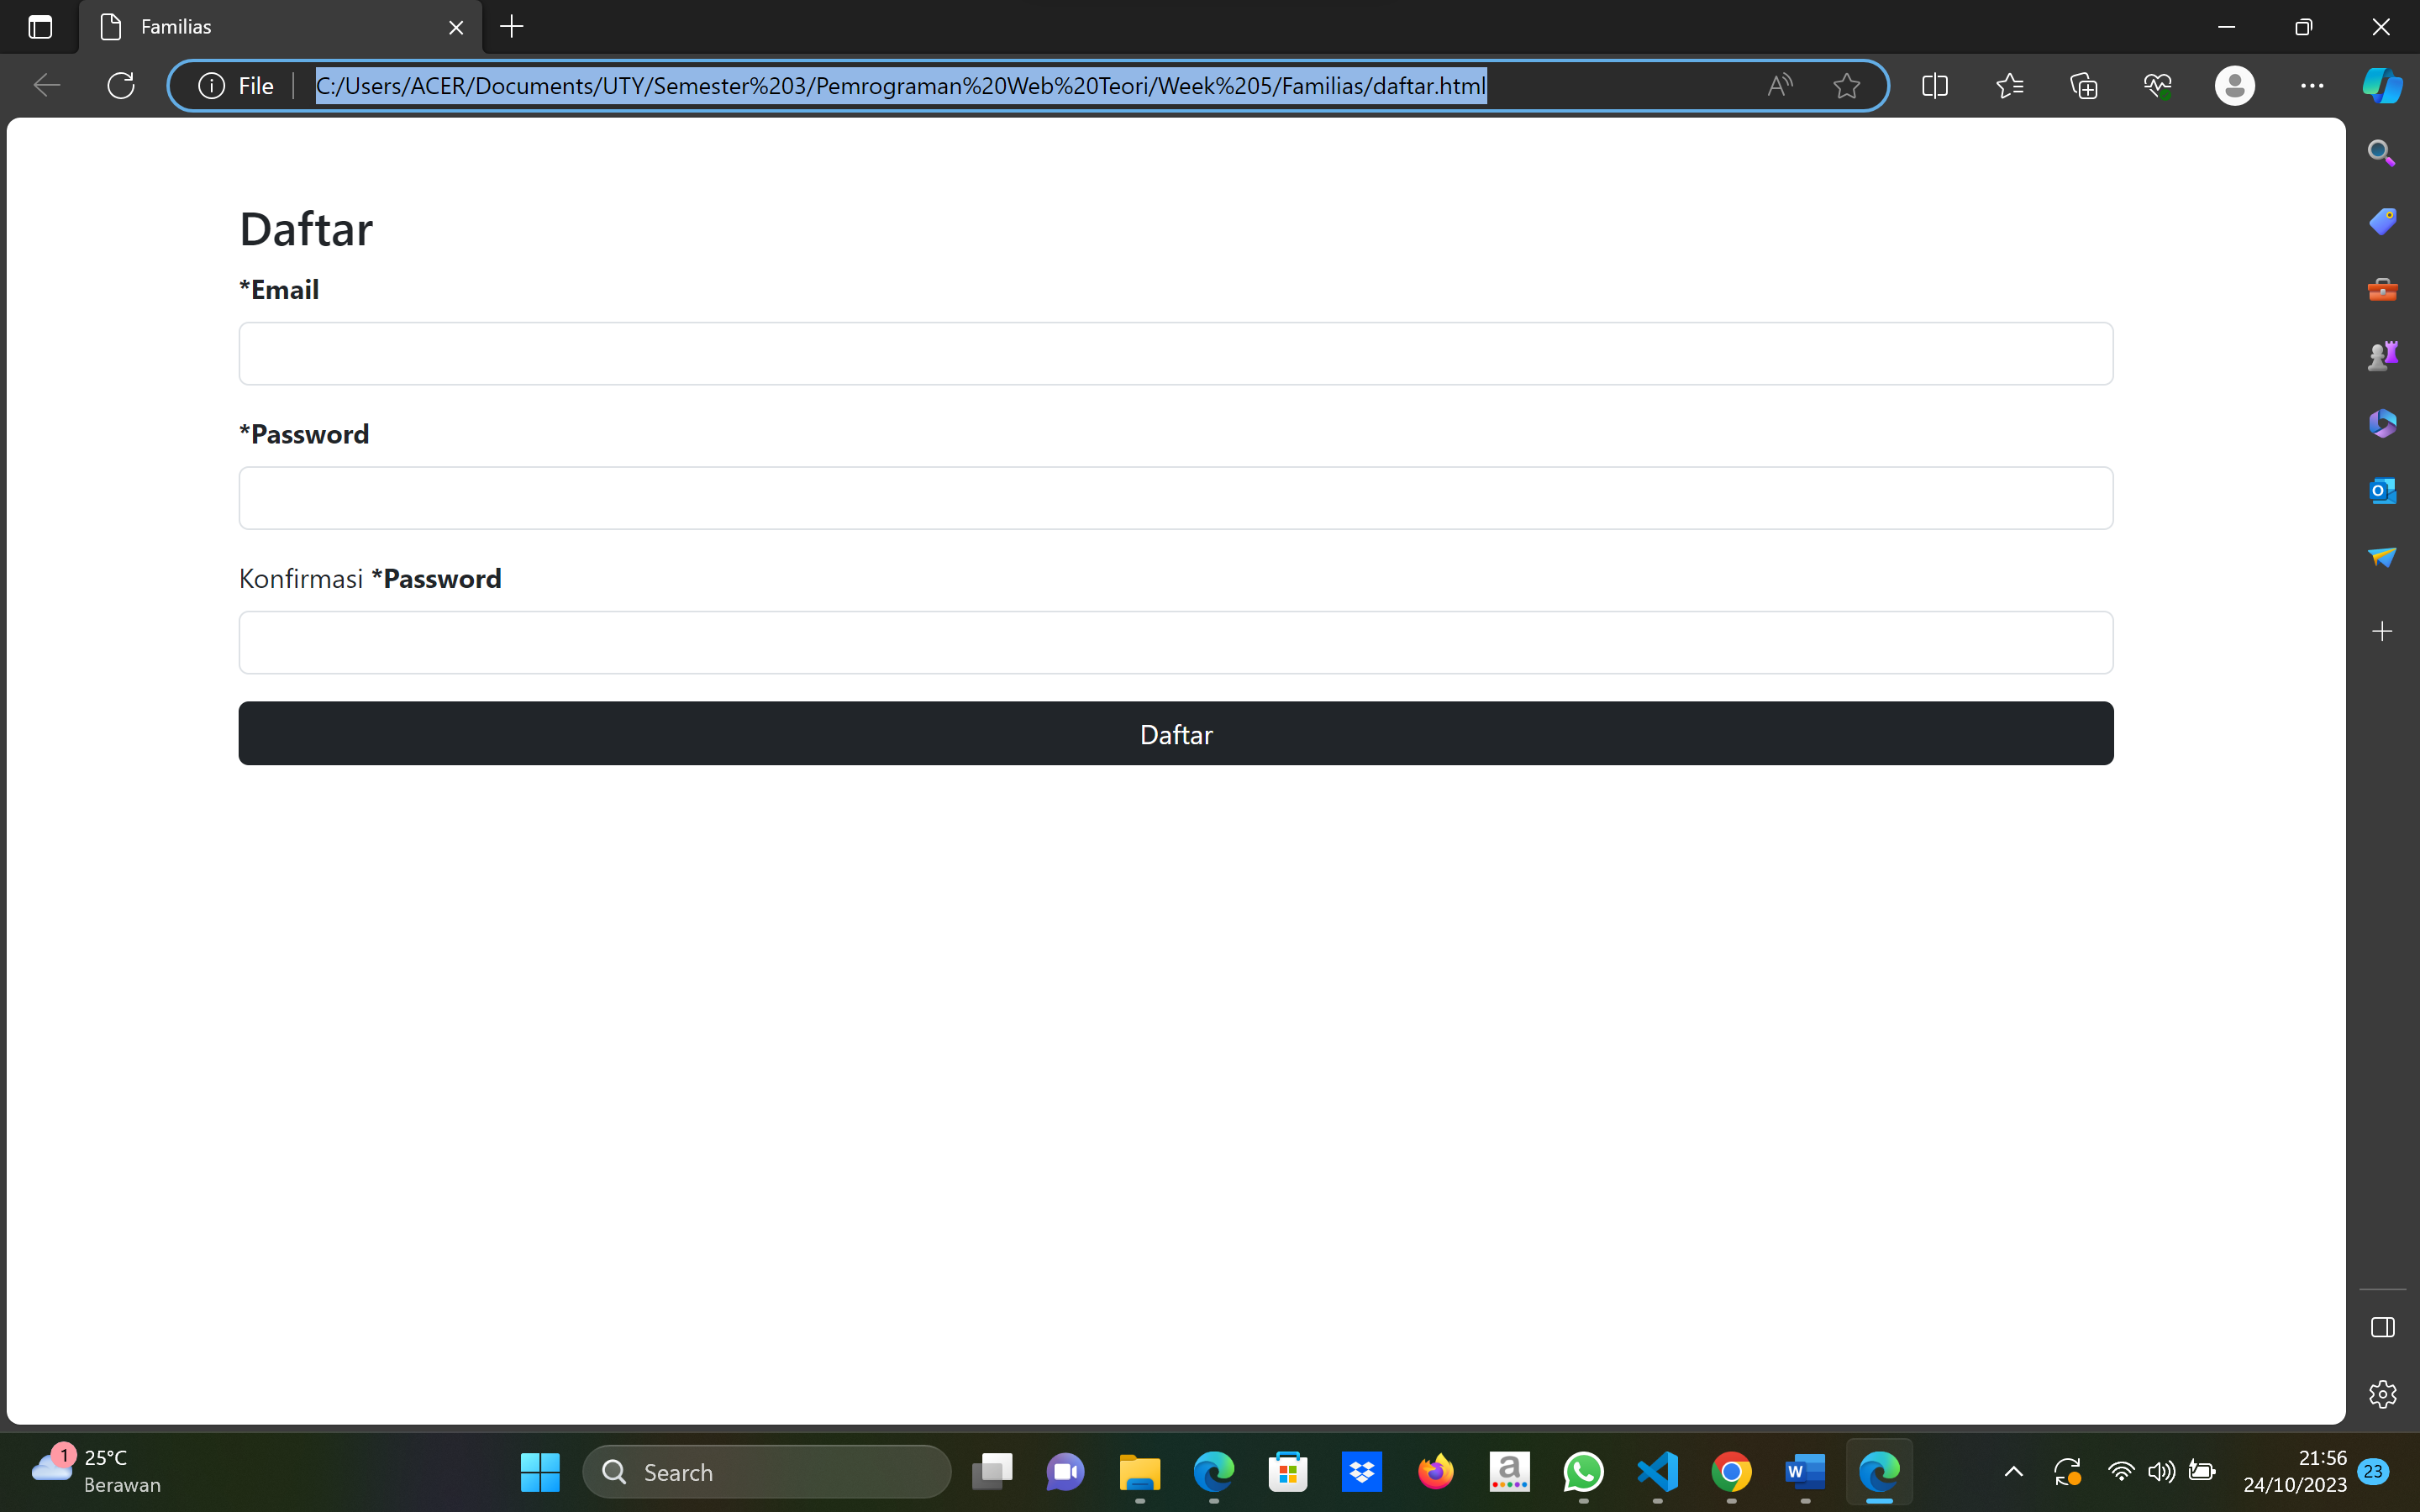 Familias
File
C:/Users/ACER/Documents/UTY/Semester%203/Pemrograman%20Web%20Teori/Week%205/Familias/daftar.html
Daftar
*Email
*Password
Konfirmasi *Password
Daftar
1
25°C
Berawan
Search
21:56
24/10/2023
23